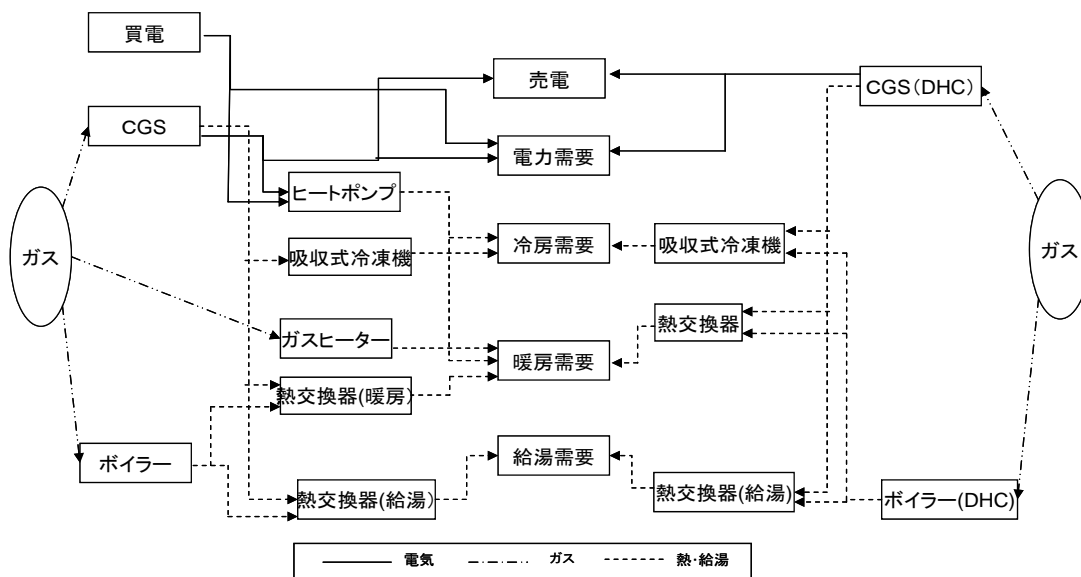 買電
売電
CGS(DHC)
CGS
電力需要
ヒートポンプ
ガス
吸収式冷凍機
冷房需要
吸収式冷凍機
ガス
ガスヒーター
暖房需要
熱交換器
熱交換器(暖房)
ボイラー
給湯需要
熱交換器(給湯)
熱交換器(給湯)
ボイラー(DHC)
電気
ガス
熱・給湯